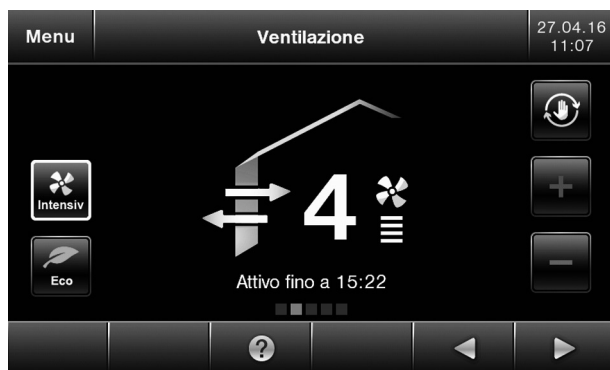 Menu
Ventilazione
27.04.16
11:07
Intensiv
4
+
Eco
−
Attivo fino a 15:22
?